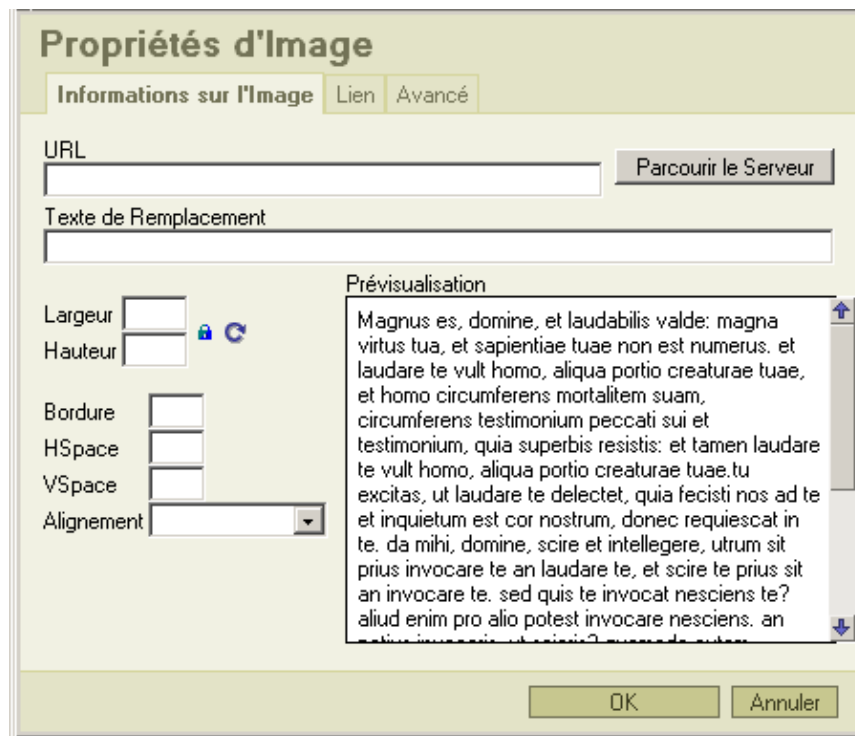 Propriétés d'Image
Informations sur l'Image Lien Avancé
URL
Parcourir le Serveur
Texte de Remplacement
Prévisualisation
Largeur
Hauteur
Bordure
HSpace
VSpace
Alignement
Magnus es, domine, et laudabilis valde: magna
virtus tua, et sapientiae tuae non est numerus. et
laudare te vult homo, aliqua portio creaturae tuae,
et homo circumferens mortalitem suam,
circumferens testimonium peccati sui et
testimonium, quia superbis resistis: et tamen laudare
te vult homo, aliqua portio creaturae tuae.tu
excitas, ut laudare te delectet, quia fecisti nos ad te
et inquietum est cor nostrum, donec requiescat in
te. da mihi, domine, scire et intellegere, utrum sit
prius invocare te an laudare te, et scire te prius sit
an invocare te. sed quis te invocat nesciens te?
aliud enim pro alio potest invocare nesciens. an
OK Annuler